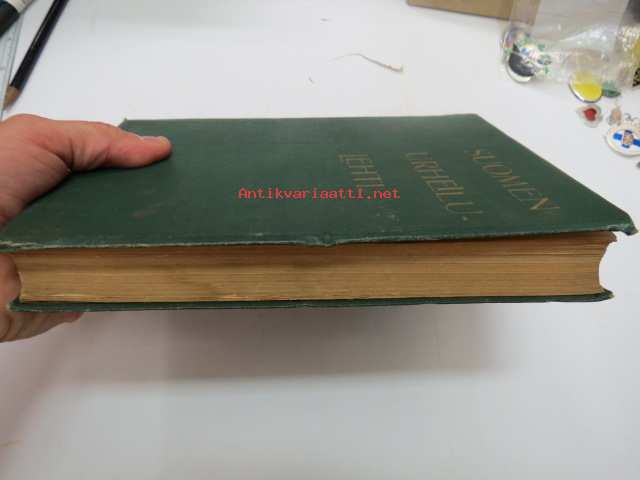 SUOMEN
URHEILU-
LEHTI
Antikvariaatti.net